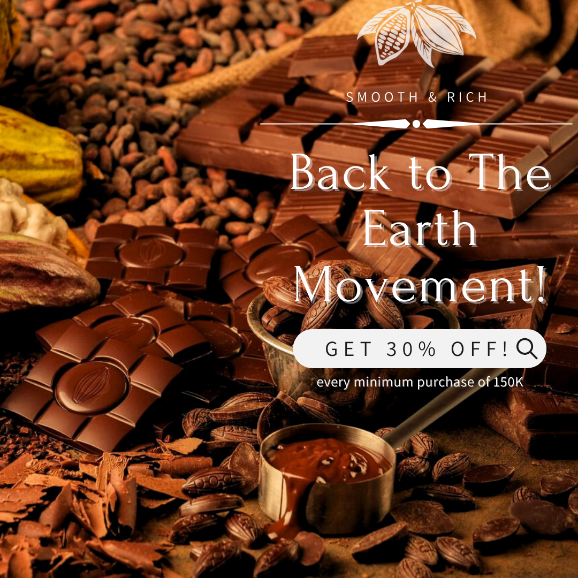 SMOOTH & RICH
Back to The
Earth
Movement!
GET 30% OFF!
every minimum purchase of 150K